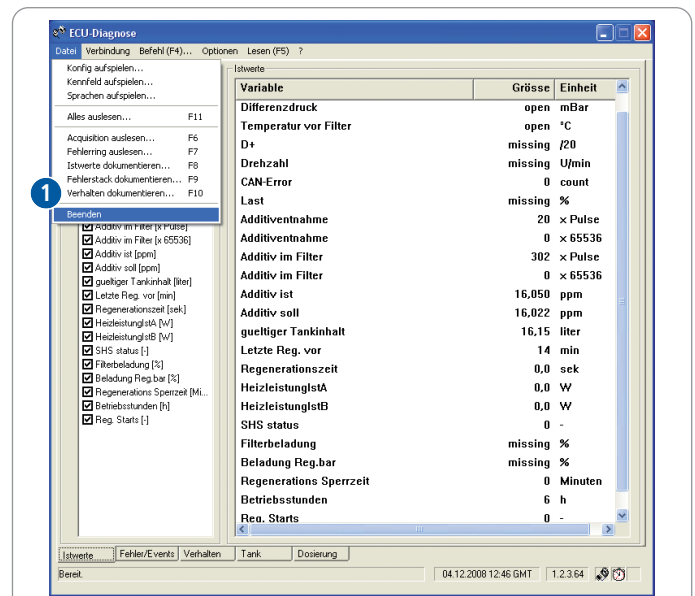 ECU-Diagnose
Datei Verbindung Befehl (F4)... Optionen Lesen (F5) ?
Konfig aufspielen...
Kennfeld aufspielen...
Sprachen aufspielen...
Alles auslesen... F11
Acquisition auslesen... F6
Fehlerring auslesen... F7
Istwerte dokumentieren... F8
Fehlerstack dokumentieren... F9
Verhalten dokumentieren... F10
1
Beenden
Additiv im Filter [x Pulse]
Additiv im Filter [x 65536]
Additiv ist [ppm]
Additiv soll [ppm]
gueltiger Tankinhalt [liter]
Letzte Reg. vor [min]
Regenerationszeit [sek]
HeizleistungIstA [W]
HeizleistungIstB [W]
SHS status [-]
Filterbeladung [%]
Beladung Reg.bar [%]
Regenerations Sperrzeit [Mi...
Betriebsstunden [h]
Reg. Starts [-]
Istwerte
Variable Grösse Einheit
Differenzdruck open mBar
Temperatur vor Filter open °C
D+ missing /20
Drehzahl missing U/min
CAN-Error 0 count
Last missing %
Additiventnahme 20 x Pulse
Additiventnahme 0 x 65536
Additiv im Filter 302 x Pulse
Additiv im Filter 0 x 65536
Additiv ist 16,050 ppm
Additiv soll 16,022 ppm
gueltiger Tankinhalt 16,15 liter
Letzte Reg. vor 14 min
Regenerationszeit 0,0 sek
HeizleistungIstA 0,0 W
HeizleistungIstB 0,0 W
SHS status 0 -
Filterbeladung missing %
Beladung Reg.bar missing %
Regenerations Sperrzeit 0 Minuten
Betriebsstunden 6 h
Reg. Starts 0 -
Istwerte Fehler/Events Verhalten Tank Dosierung
Bereit. 04.12.2008 12:46 GMT 1.2.3.64